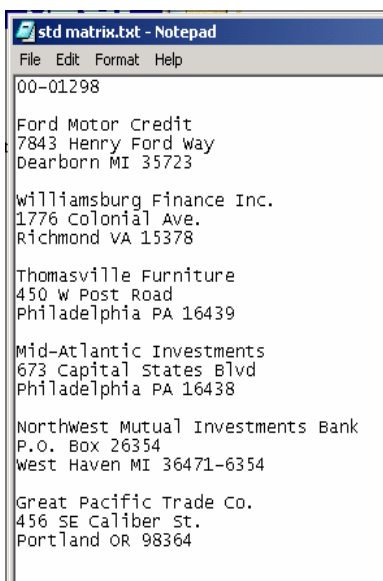 std matrix.txt - Notepad
File Edit Format Help
00-01298
Ford Motor Credit
7843 Henry Ford Way
Dearborn MI 35723
Williamsburg Finance Inc.
1776 Colonial Ave.
Richmond VA 15378
Thomasville Furniture
450 W Post Road
Philadelphia PA 16439
Mid-Atlantic Investments
673 Capital States Blvd
Philadelphia PA 16438
NorthWest Mutual Investments Bank
P.O. Box 26354
West Haven MI 36471-6354
Great Pacific Trade Co.
456 SE Caliber St.
Portland OR 98364